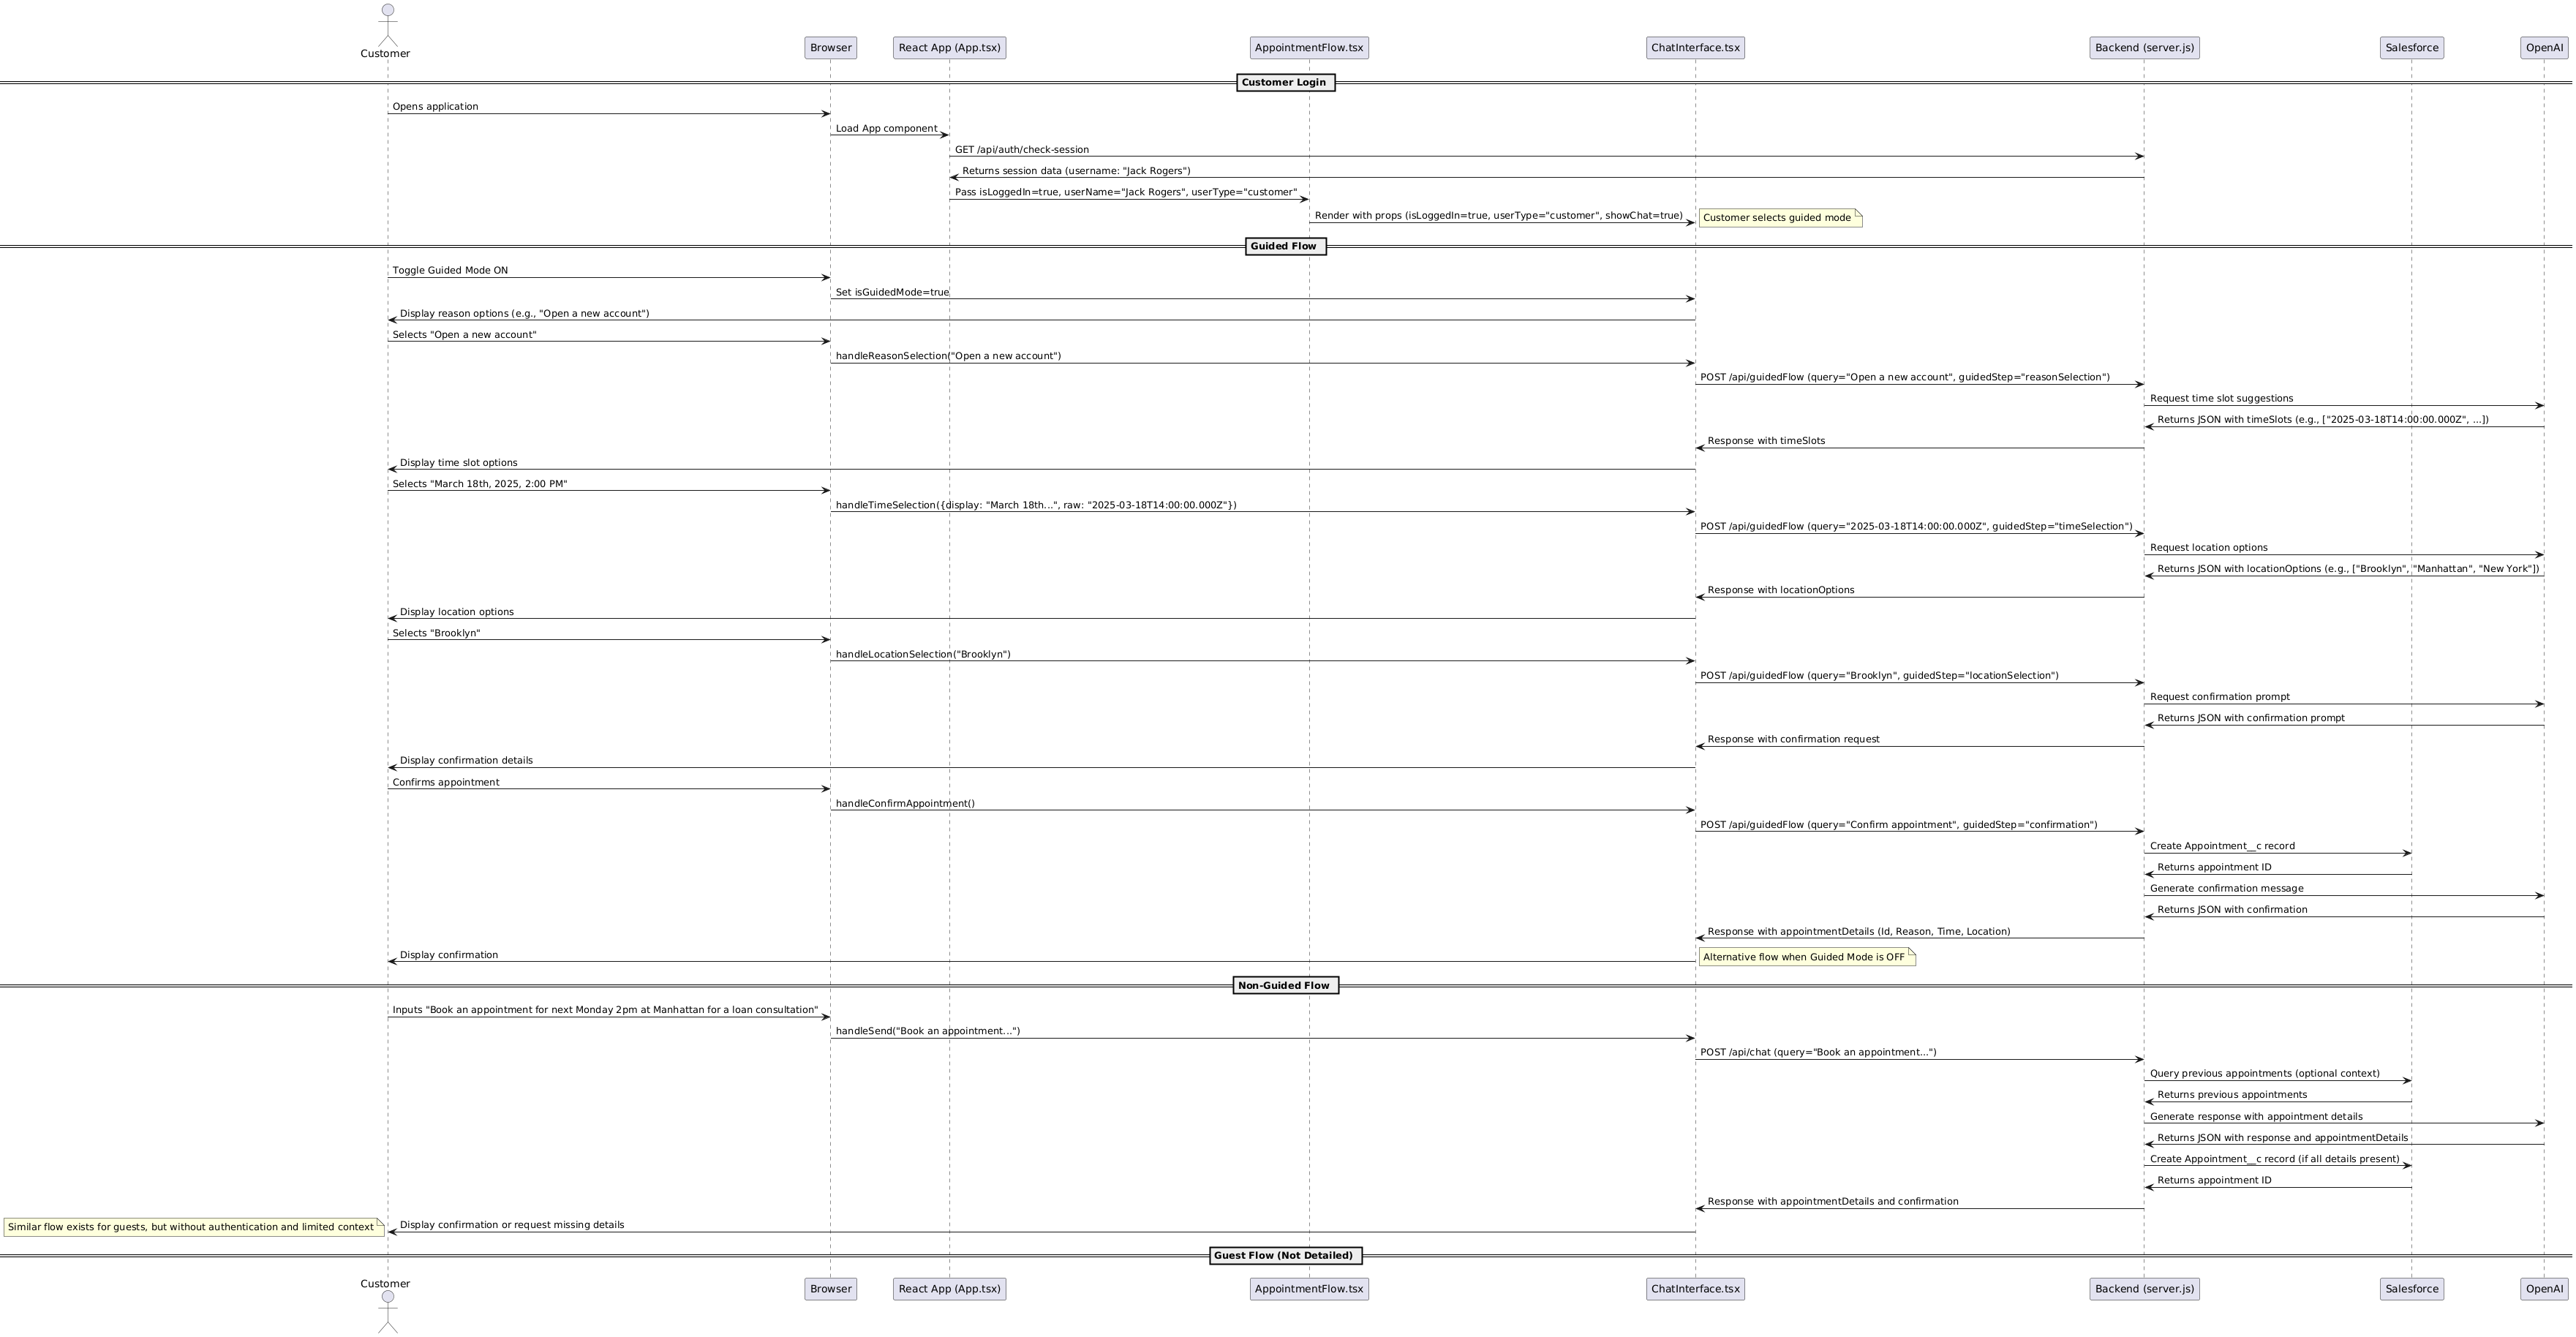 Customer
Browser
React App (App.tsx)
AppointmentFlow.tsx
ChatInterface.tsx
Backend (server.js)
Salesforce
OpenAI
Customer Login
Opens application
Load App component
GET /api/auth/check-session
Returns session data (username: "Jack Rogers")
Pass isLoggedIn=true, userName="Jack Rogers", userType="customer"
Render with props (isLoggedIn=true, userType="customer", showChat=true)
Customer selects guided mode
Guided Flow
Toggle Guided Mode ON
Set isGuidedMode=true
Display reason options (e.g., "Open a new account")
Selects "Open a new account"
handleReasonSelection("Open a new account")
POST /api/guidedFlow (query="Open a new account", guidedStep="reasonSelection")
Request time slot suggestions
Returns JSON with timeSlots (e.g., ["2025-03-18T14:00:00.000Z", ...])
Response with timeSlots
Display time slot options
Selects "March 18th, 2025, 2:00 PM"
handleTimeSelection({display: "March 18th...", raw: "2025-03-18T14:00:00.000Z"})
POST /api/guidedFlow (query="2025-03-18T14:00:00.000Z", guidedStep="timeSelection")
Request location options
Returns JSON with locationOptions (e.g., ["Brooklyn", "Manhattan", "New York"])
Response with locationOptions
Display location options
Selects "Brooklyn"
handleLocationSelection("Brooklyn")
POST /api/guidedFlow (query="Brooklyn", guidedStep="locationSelection")
Request confirmation prompt
Returns JSON with confirmation prompt
Response with confirmation request
Display confirmation details
Confirms appointment
handleConfirmAppointment()
POST /api/guidedFlow (query="Confirm appointment", guidedStep="confirmation")
Create Appointment__c record
Returns appointment ID
Generate confirmation message
Returns JSON with confirmation
Response with appointmentDetails (Id, Reason, Time, Location)
Display confirmation
Alternative flow when Guided Mode is OFF
Non-Guided Flow
Inputs "Book an appointment for next Monday 2pm at Manhattan for a loan consultation"
handleSend("Book an appointment...")
POST /api/chat (query="Book an appointment...")
Query previous appointments (optional context)
Returns previous appointments
Generate response with appointment details
Returns JSON with response and appointmentDetails
Create Appointment__c record (if all details present)
Returns appointment ID
Response with appointmentDetails and confirmation
Similar flow exists for guests, but without authentication and limited context
Display confirmation or request missing details
Guest Flow (Not Detailed)
Customer
Browser
React App (App.tsx)
AppointmentFlow.tsx
ChatInterface.tsx
Backend (server.js)
Salesforce
OpenAI